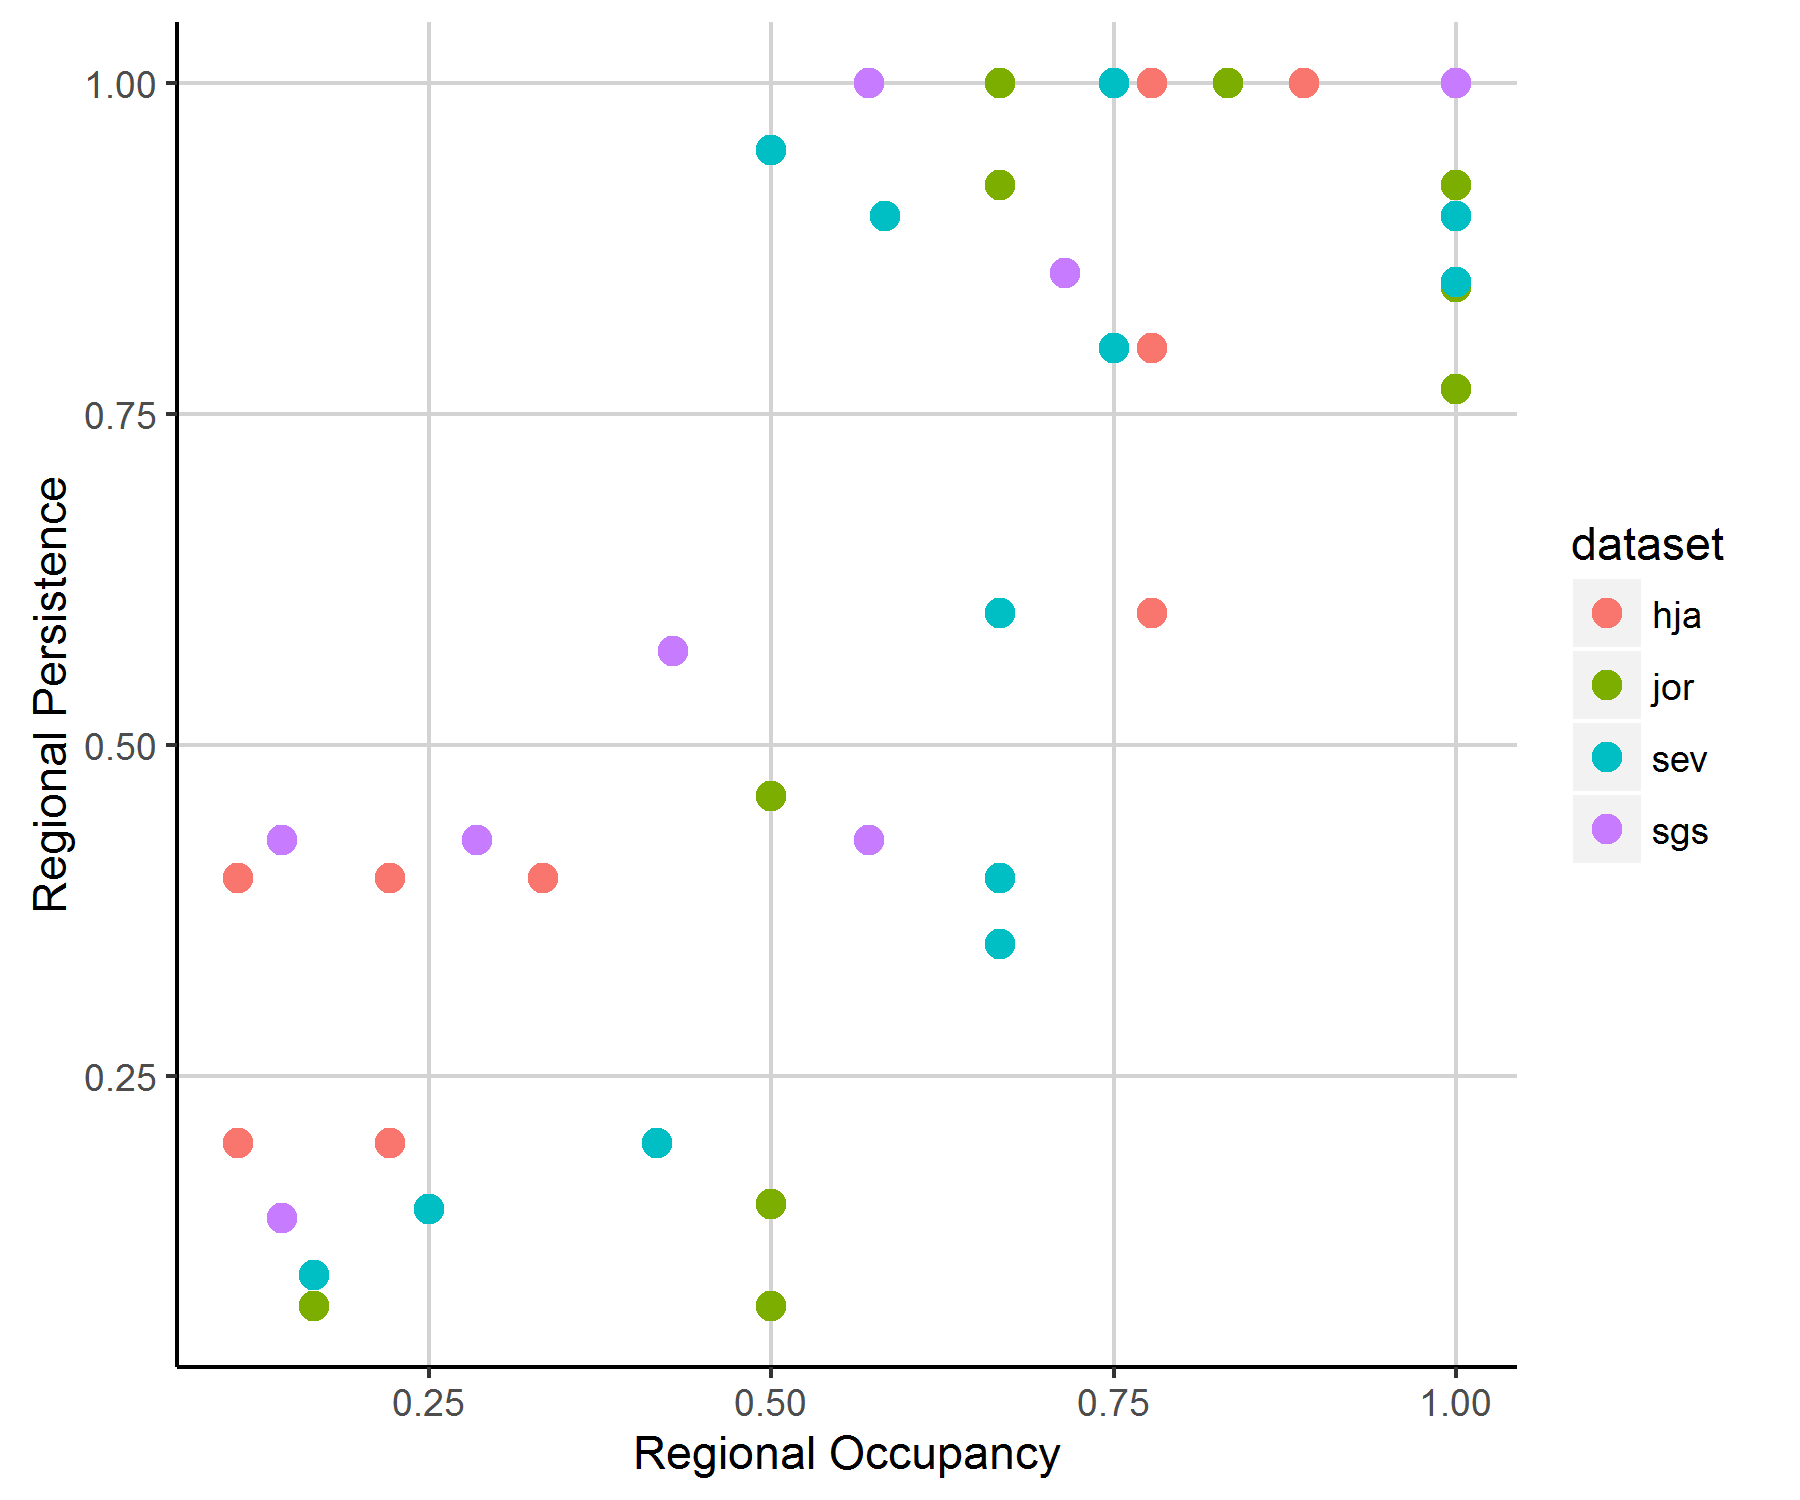 1.00
0.75
0.50
0.25
Regional Persistence
0.25 0.50 0.75 1.00
Regional Occupancy
dataset
hja
jor
sev
sgs